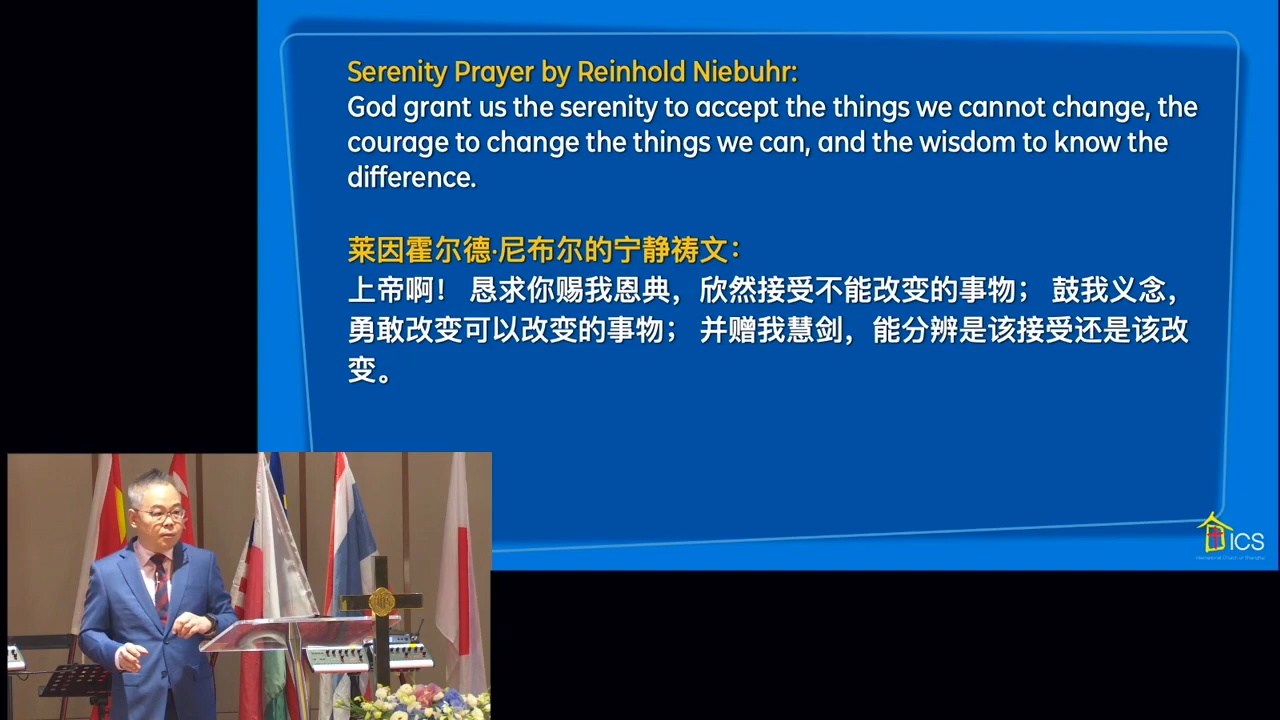 Serenity Prayer by Reinhold Niebuhr:
God grant us the serenity to accept the things we cannot change, the
courage to change the things we can, and the wisdom to know the
difference.
莱因霍尔德·尼布尔的宁静祷文：
上帝啊！ 恳求你赐我恩典，欣然接受不能改变的事物； 鼓我义念，
勇敢改变可以改变的事物； 并赠我慧剑，能分辨是该接受还是该改
变。
ICS